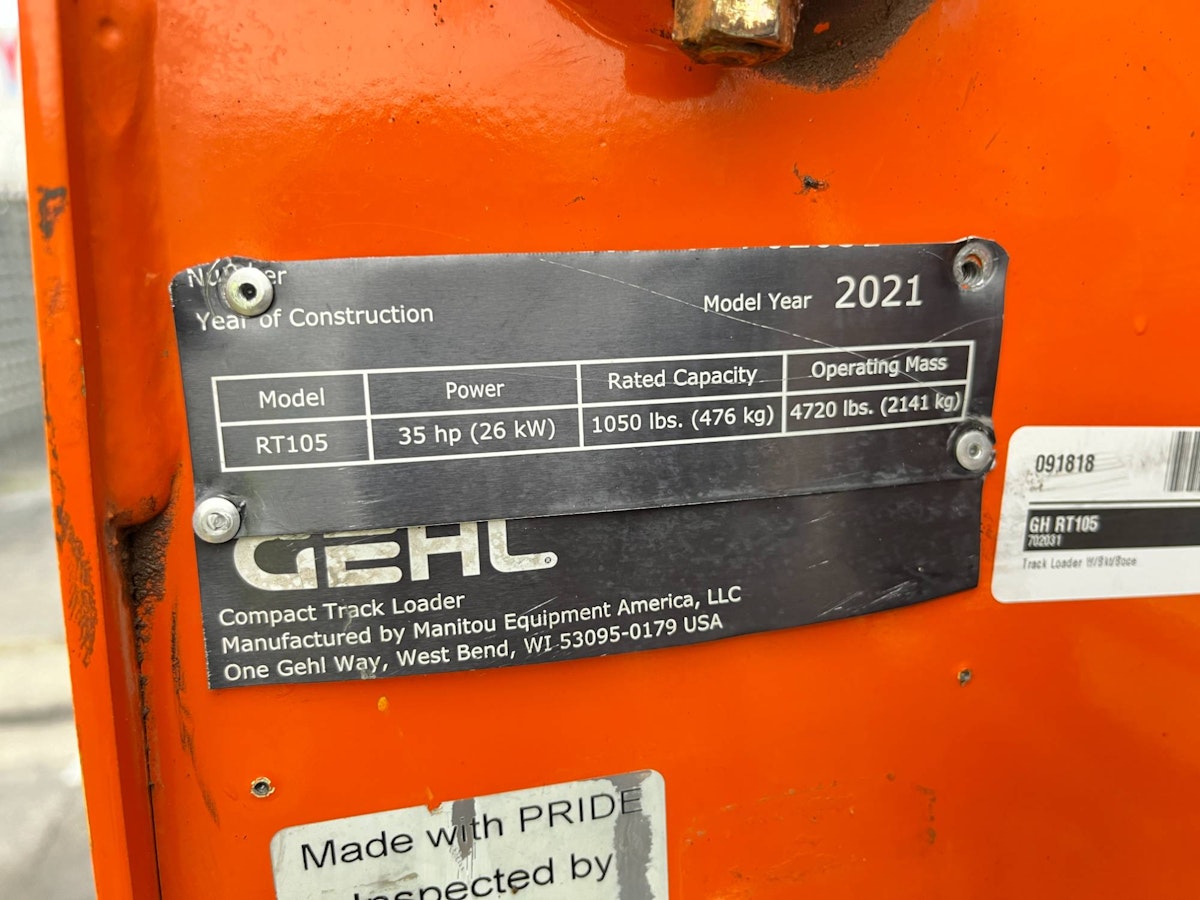 Year of Construction
Model Year 2021
Model Power Rated Capacity Operating Mass
RT105 35 hp (26 kW) 1050 lbs. (476 kg) 4720 lbs. (2141 kg)
GEHL
Compact Track Loader
Manufactured by Manitou Equipment America, LLC
One Gehl Way, West Bend, WI 53095-0179 USA
091818
GH RT105
702031
Track Loader
Made with PRIDE
Inspected by